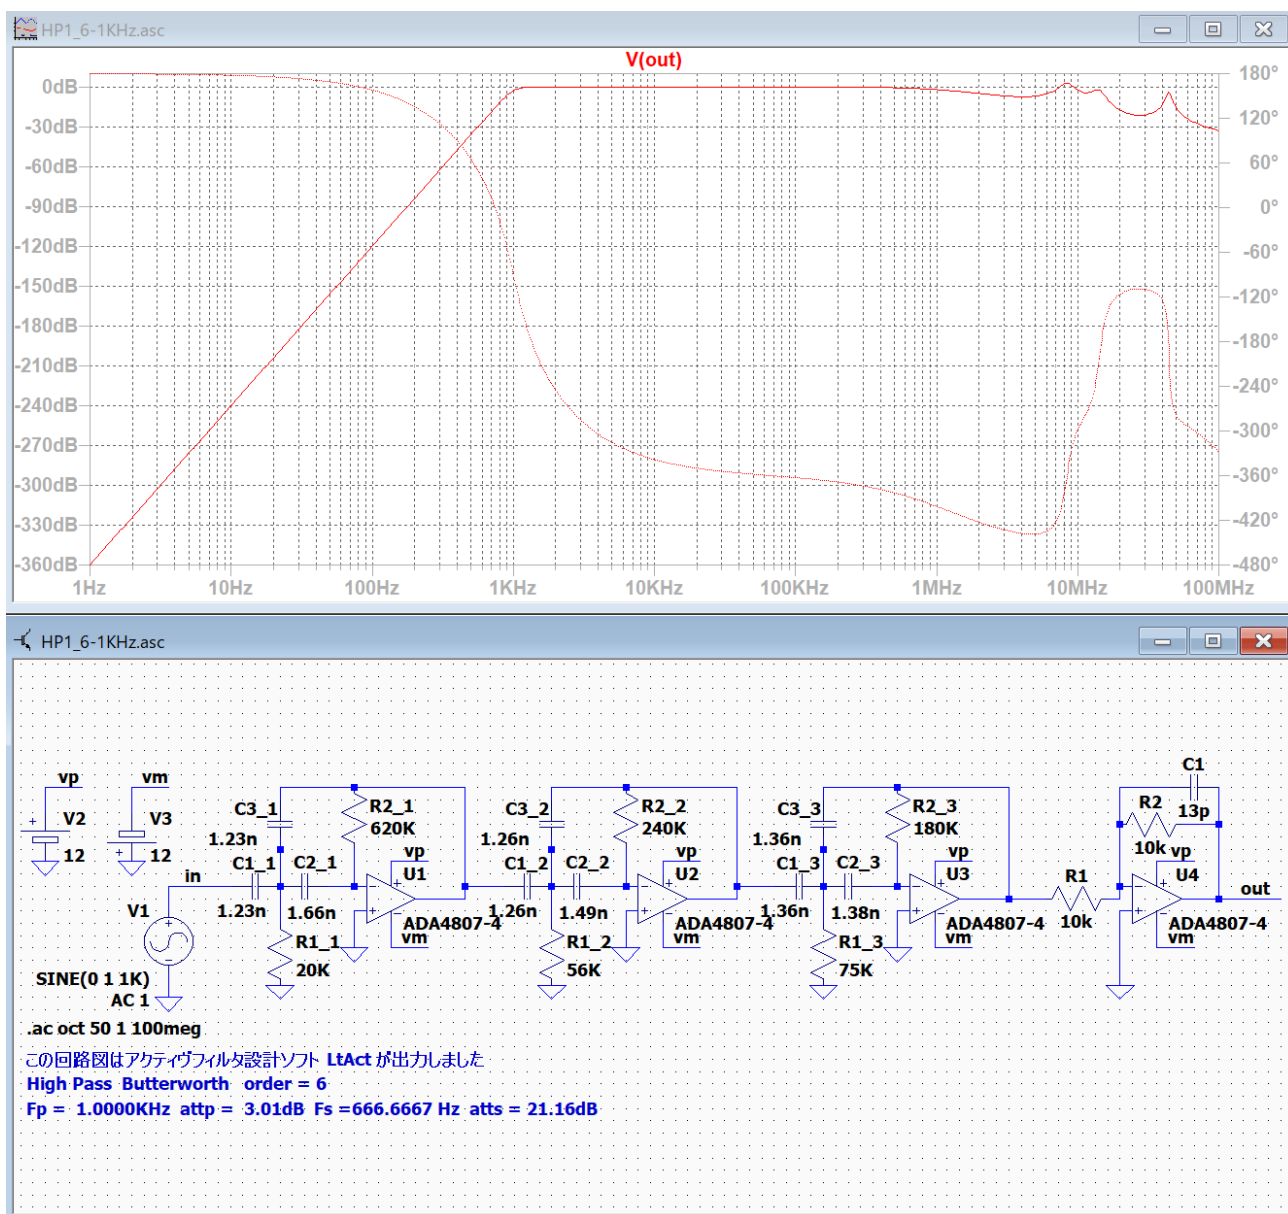 HP1_6-1KHz.asc
V(out)
0dB
-30dB
-60dB
-90dB
-120dB
-150dB
-180dB
-210dB
-240dB
-270dB
-300dB
-330dB
-360dB
180°
120°
60°
0°
-60°
-120°
-180°
-240°
-300°
-360°
-420°
-480°
1Hz 10Hz 100Hz 1KHz 10KHz 100KHz 1MHz 10MHz 100MHz
HP1_6-1KHz.asc
vp
V2
12
vm
V3
12
in
V1
SINE(0 1 1K)
AC 1
C3_1
1.23n
R2_1
620K
C1_1
1.23n
C2_1
1.66n
R1_1
20K
vp
U1
ADA4807-4
vm
C3_2
1.26n
R2_2
240K
C1_2
1.26n
C2_2
1.49n
R1_2
56K
vp
U2
ADA4807-4
vm
C3_3
1.36n
R2_3
180K
C1_3
1.36n
C2_3
1.38n
R1_3
75K
vp
U3
ADA4807-4
vm
R1
10k
C1
13p
R2
10k
vp
U4
ADA4807-4
vm
out
.ac oct 50 1 100meg
この回路図はアクティヴフィルタ設計ソフト LtAct が出力しました
High Pass Butterworth order = 6
Fp = 1.0000KHz attp = 3.01dB Fs =666.6667 Hz atts = 21.16dB